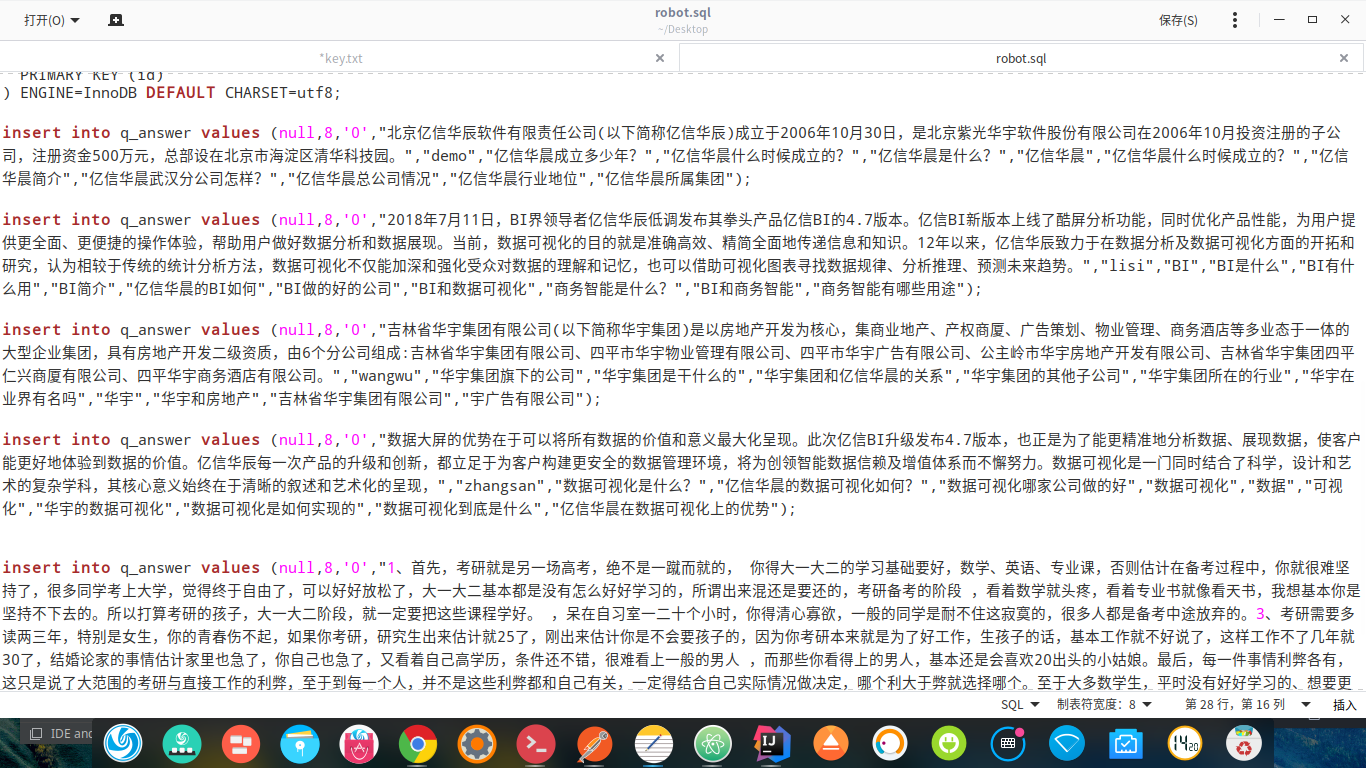 打开(O)
robot.sql
~/Desktop
保存(S)
*key.txt
robot.sql
PRIMARY KEY (id)
) ENGINE=InnoDB DEFAULT CHARSET=utf8;
insert into q_answer values (null,8,'0',"北京亿信华辰软件有限责任公司(以下简称亿信华辰)成立于2006年10月30日，是北京紫光华宇软件股份有限公司在2006年10月投资注册的子公
司，注册资金500万元，总部设在北京市海淀区清华科技园。","demo","亿信华晨成立多少年？","亿信华晨什么时候成立的？","亿信华晨是什么？","亿信华晨","亿信华晨什么时候成立的？","亿信
华晨简介","亿信华晨武汉分公司怎样？","亿信华晨总公司情况","亿信华晨行业地位","亿信华晨所属集团");
insert into q_answer values (null,8,'0',"2018年7月11日，BI界领导者亿信华辰低调发布其拳头产品亿信BI的4.7版本。亿信BI新版本上线了酷屏分析功能，同时优化产品性能，为用户提
供更全面、更便捷的操作体验，帮助用户做好数据分析和数据展现。当前，数据可视化的目的就是准确高效、精简全面地传递信息和知识。12年以来，亿信华辰致力于在数据分析及数据可视化方面的开拓和
研究，认为相较于传统的统计分析方法，数据可视化不仅能加深和强化受众对数据的理解和记忆，也可以借助可视化图表寻找数据规律、分析推理、预测未来趋势。","lisi","BI","BI是什么","BI有什
么用","BI简介","亿信华晨的BI如何","BI做的好的公司","BI和数据可视化","商务智能是什么？","BI和商务智能","商务智能有哪些用途");
insert into q_answer values (null,8,'0',"吉林省华宇集团有限公司(以下简称华宇集团)是以房地产开发为核心，集商业地产、产权商厦、广告策划、物业管理、商务酒店等多业态于一体的
大型企业集团，具有房地产开发二级资质，由6个分公司组成:吉林省华宇集团有限公司、四平市华宇物业管理有限公司、四平市华宇广告有限公司、公主岭市华宇房地产开发有限公司、吉林省华宇集团四平
仁兴商厦有限公司、四平华宇商务酒店有限公司。","wangwu","华宇集团旗下的公司","华宇集团是干什么的","华宇集团和亿信华晨的关系","华宇集团的其他子公司","华宇集团所在的行业","华宇在
业界有名吗","华宇","华宇和房地产","吉林省华宇集团有限公司","宇广告有限公司");
insert into q_answer values (null,8,'0',"数据大屏的优势在于可以将所有数据的价值和意义最大化呈现。此次亿信BI升级发布4.7版本，也正是为了能更精准地分析数据、展现数据，使客户
能更好地体验到数据的价值。亿信华辰每一次产品的升级和创新，都立足于为客户构建更安全的数据管理环境，将为创领智能数据信赖及增值体系而不懈努力。数据可视化是一门同时结合了科学，设计和艺
术的复杂学科，其核心意义始终在于清晰的叙述和艺术化的呈现，","zhangsan","数据可视化是什么？","亿信华晨的数据可视化如何？","数据可视化哪家公司做的好","数据可视化","数据","可视
化","华宇的数据可视化","数据可视化是如何实现的","数据可视化到底是什么","亿信华晨在数据可视化上的优势");
insert into q_answer values (null,8,'0',"1、首先，考研就是另一场高考，绝不是一蹴而就的， 你得大一大二的学习基础要好，数学、英语、专业课，否则估计在备考过程中，你就很难坚
持了，很多同学考上大学，觉得终于自由了，可以好好放松了，大一大二基本都是没有怎么好好学习的，所谓出来混还是要还的，考研备考的阶段 ，看着数学就头疼，看着专业书就像看天书，我想基本你是
坚持不下去的。所以打算考研的孩子，大一大二阶段，就一定要把这些课程学好。 ，呆在自习室一二十个小时，你得清心寡欲，一般的同学是耐不住这寂寞的，很多人都是备考中途放弃的。3、考研需要多
读两三年，特别是女生，你的青春伤不起，如果你考研，研究生出来估计就25了，刚出来估计你是不会要孩子的，因为你考研本来就是为了好工作，生孩子的话，基本工作就不好说了，这样工作不了几年就
30了，结婚论家的事情估计家里也急了，你自己也急了，又看着自己高学历，条件还不错，很难看上一般的男人 ，而那些你看得上的男人，基本还是会喜欢20出头的小姑娘。最后，每一件事情利弊各有，
这只是说了大范围的考研与直接工作的利弊，至于到每一个人，并不是这些利弊都和自己有关，一定得结合自己实际情况做决定，哪个利大于弊就选择哪个。至于大多数学生，平时没有好好学习的、想要更
SQL
制表符宽度：8
第 28 行，第 16 列
插入
IDE and
IJ
14 20